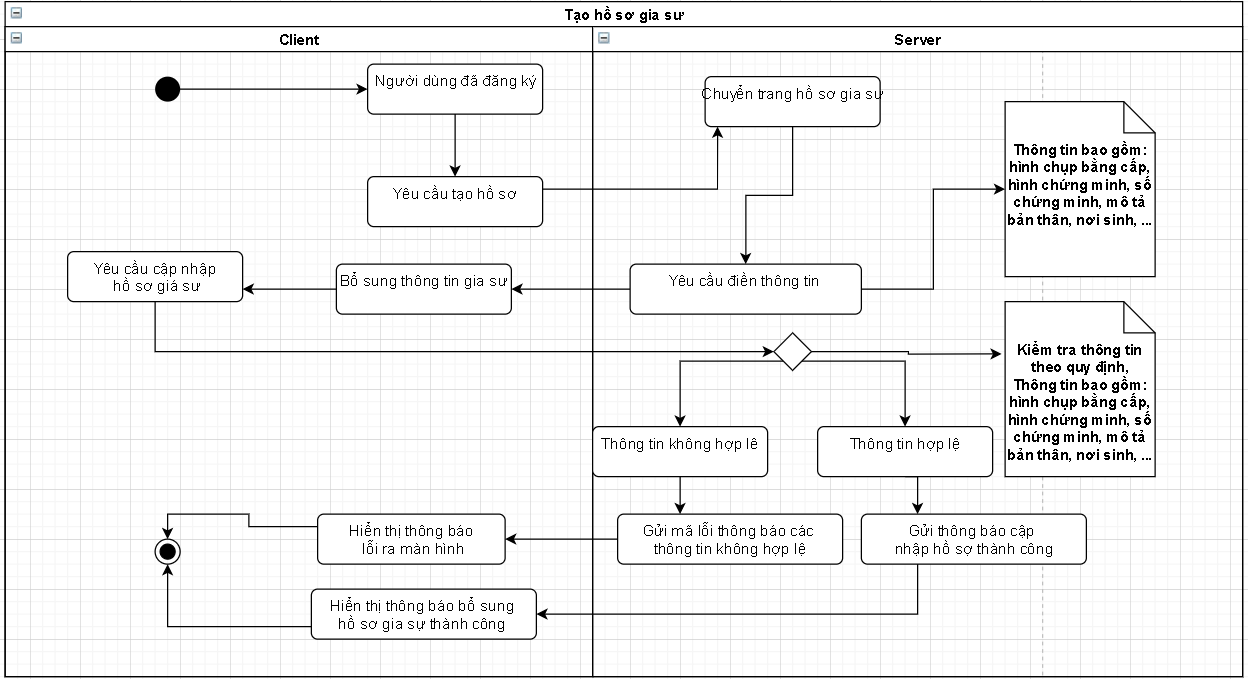 Tạo hồ sơ gia sư
Client
Server
Người dùng đã đăng ký
Chuyển trang hồ sơ gia sư
Yêu cầu tạo hồ sơ
Thông tin bao gồm:
hình chụp bằng cấp,
hình chứng minh, số
chứng minh, mô tả
bản thân, nơi sinh, ...
Yêu cầu cập nhập
hồ sơ giá sư
Bổ sung thông tin gia sư
Yêu cầu điền thông tin
Kiểm tra thông tin
theo quy định,
Thông tin bao gồm:
hình chụp bằng cấp,
hình chứng minh, số
chứng minh, mô tả
bản thân, nơi sinh, ...
Thông tin không hợp lê
Thông tin hợp lệ
Hiển thị thông báo
lỗi ra màn hình
Gửi mã lỗi thông báo các
thông tin không hợp lệ
Gửi thông báo cập
nhập hồ sợ thành công
Hiển thị thông báo bổ sung
hồ sơ gia sự thành công